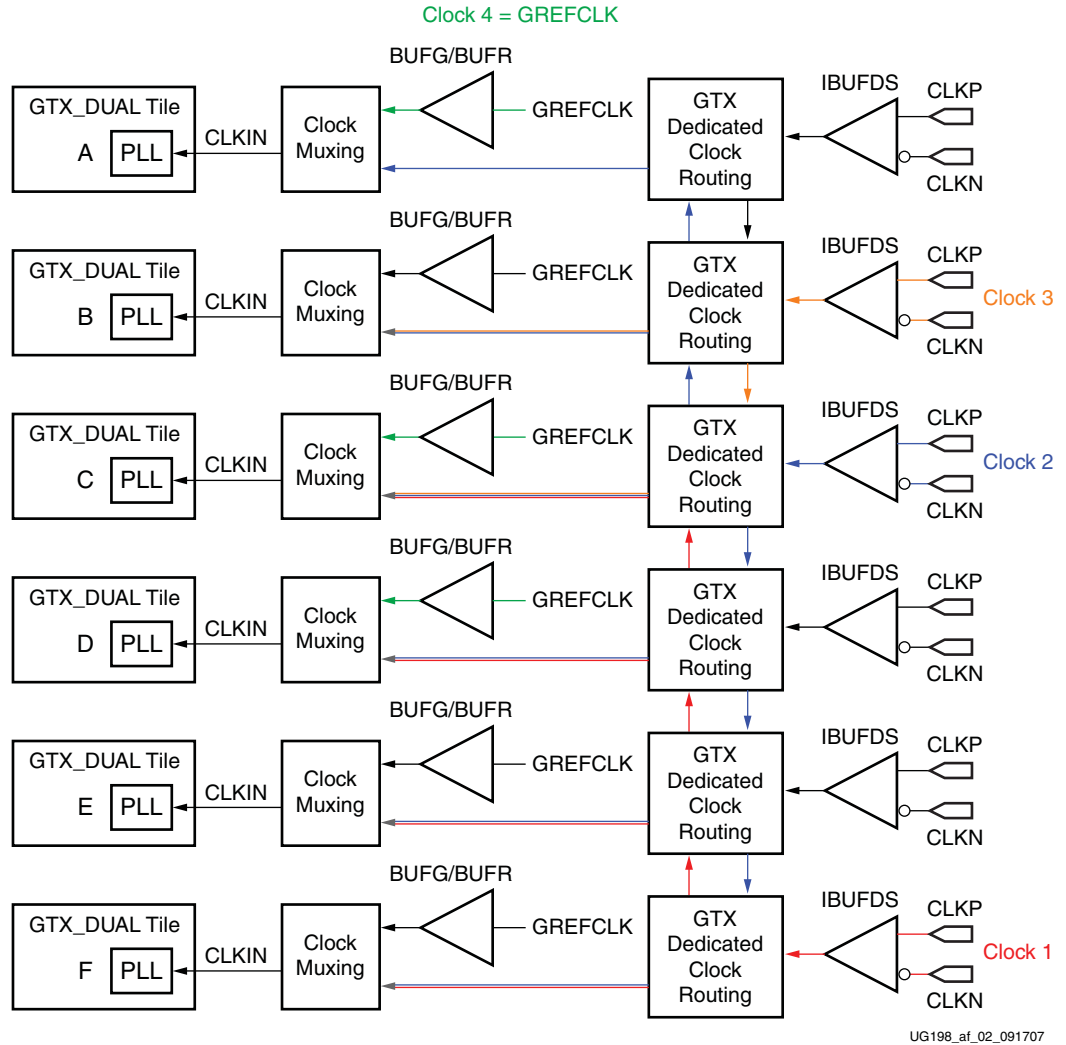 Clock 4 = GREFCLK
BUFG/BUFR
IBUFDS
CLKP
GTX_DUAL Tile
A
PLL
CLKIN
Clock
Muxing
GREFCLK
GTX
Dedicated
Clock
Routing
CLKN
BUFG/BUFR
IBUFDS
CLKP
GTX_DUAL Tile
B
PLL
CLKIN
Clock
Muxing
GREFCLK
GTX
Dedicated
Clock
Routing
Clock 3
CLKN
BUFG/BUFR
IBUFDS
CLKP
GTX_DUAL Tile
C
PLL
CLKIN
Clock
Muxing
GREFCLK
GTX
Dedicated
Clock
Routing
Clock 2
CLKN
BUFG/BUFR
IBUFDS
CLKP
GTX_DUAL Tile
D
PLL
CLKIN
Clock
Muxing
GREFCLK
GTX
Dedicated
Clock
Routing
CLKN
BUFG/BUFR
IBUFDS
CLKP
GTX_DUAL Tile
E
PLL
CLKIN
Clock
Muxing
GREFCLK
GTX
Dedicated
Clock
Routing
CLKN
BUFG/BUFR
IBUFDS
CLKP
GTX_DUAL Tile
F
PLL
CLKIN
Clock
Muxing
GREFCLK
GTX
Dedicated
Clock
Routing
Clock 1
CLKN
UG198_af_02_091707